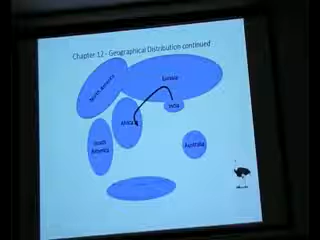 Chapter 12 - Geographical Distribution continued
North America
Eurasia
India
Africa
South
America
Australia